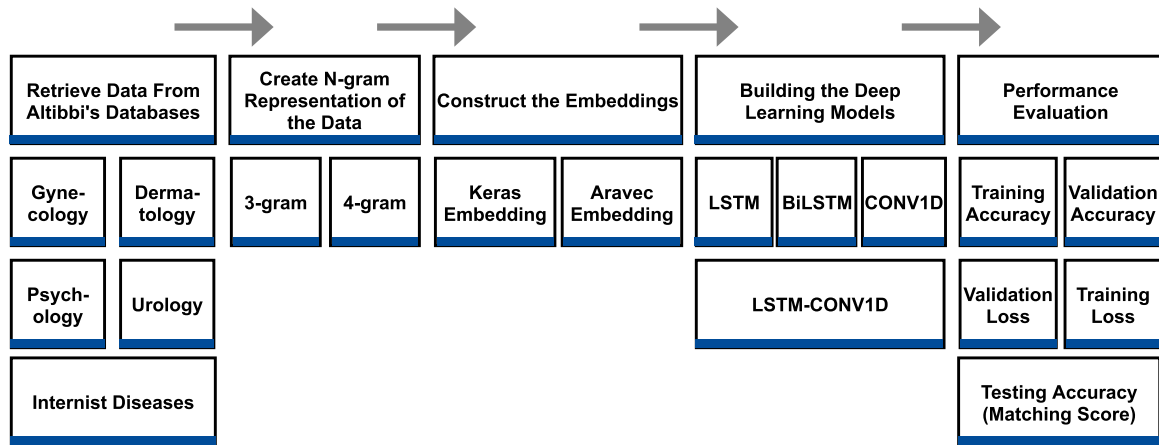 Retrieve Data From
Altibbi's Databases
Create N-gram
Representation of
the Data
Construct the Embeddings
Building the Deep
Learning Models
Performance
Evaluation
Gyne-
cology
Derma-
tology
3-gram
4-gram
Keras
Embedding
Aravec
Embedding
LSTM
BiLSTM
CONV1D
Training
Accuracy
Validation
Accuracy
Psych-
ology
Urology
LSTM-CONV1D
Validation
Loss
Training
Loss
Internist Diseases
Testing Accuracy
(Matching Score)